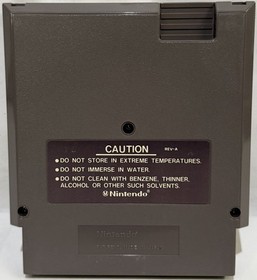 CAUTION REV-A
• DO NOT STORE IN EXTREME TEMPERATURES.
• DO NOT IMMERSE IN WATER.
• DO NOT CLEAN WITH BENZENE, THINNER,
ALCOHOL OR OTHER SUCH SOLVENTS.
Nintendo